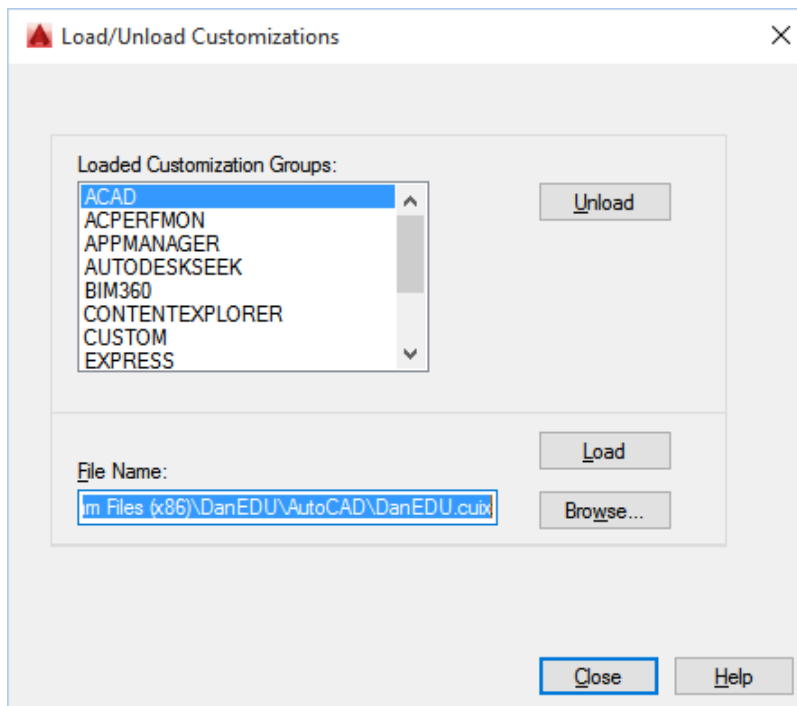 Load/Unload Customizations
Loaded Customization Groups:
ACAD
ACPERFMON
APPMANAGER
AUTODESKSEEK
BIM360
CONTENTEXPLORER
CUSTOM
EXPRESS
Unload
Load
File Name:
m Files (x86)\DanEDU\AutoCAD\DanEDU.cuix
Browse...
Close
Help